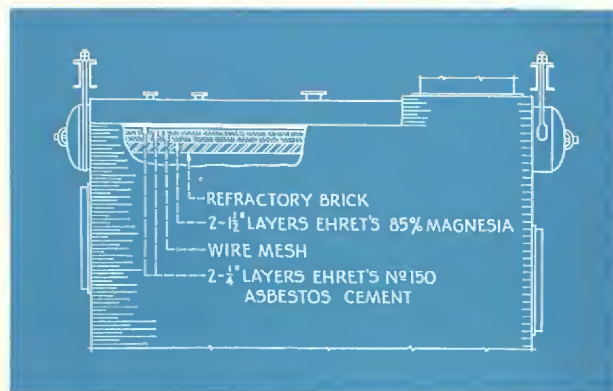 REFRACTORY BRICK
2-1½" LAYERS EHRET'S 85% MAGNESIA
WIRE MESH
2-¼" LAYERS EHRET'S Nº150
ASBESTOS CEMENT